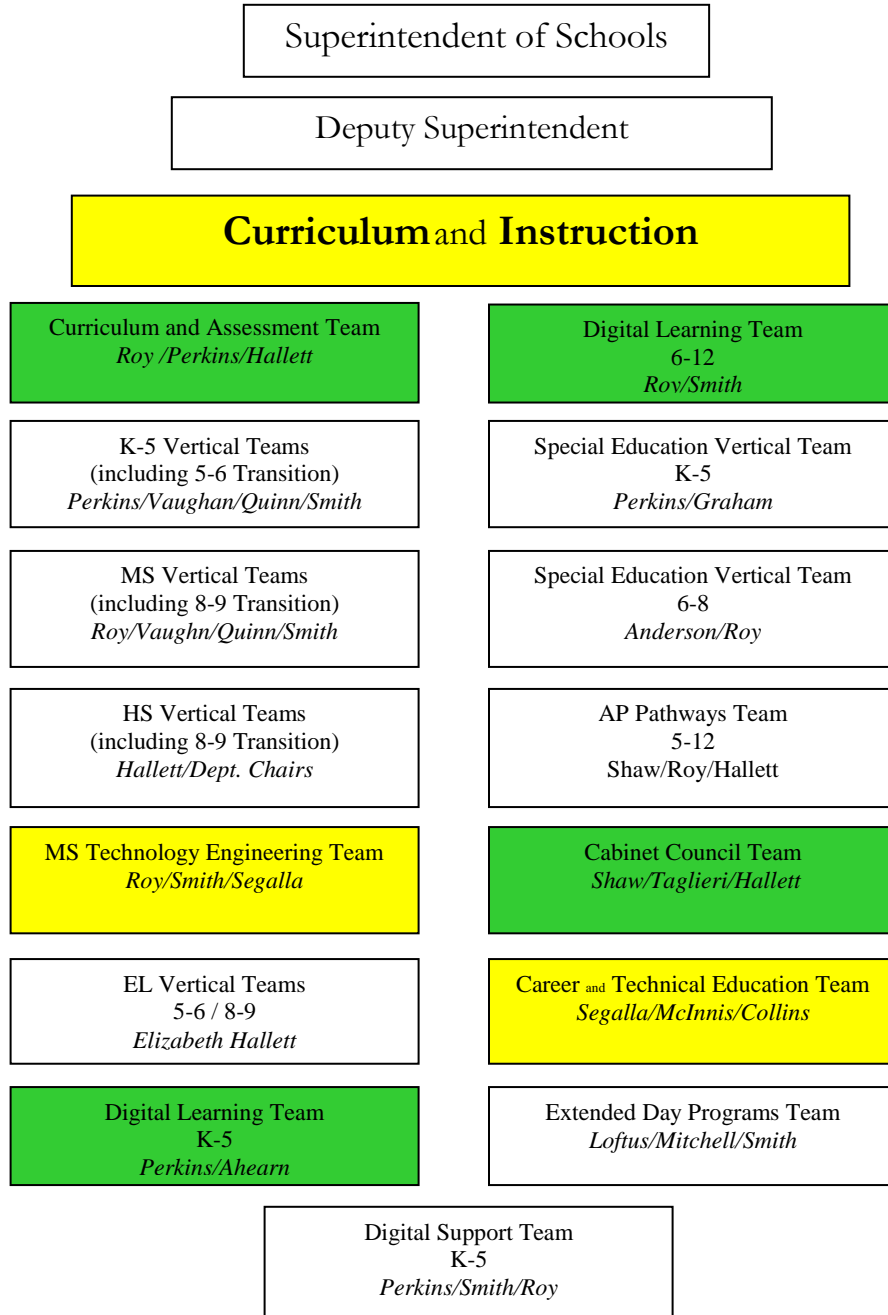 Superintendent of Schools
Deputy Superintendent
Curriculum and Instruction
Curriculum and Assessment Team
Roy /Perkins/Hallett
Digital Learning Team
6-12
Roy/Smith
K-5 Vertical Teams
(including 5-6 Transition)
Perkins/Vaughan/Quinn/Smith
Special Education Vertical Team
K-5
Perkins/Graham
MS Vertical Teams
(including 8-9 Transition)
Roy/Vaughn/Quinn/Smith
Special Education Vertical Team
6-8
Anderson/Roy
HS Vertical Teams
(including 8-9 Transition)
Hallett/Dept. Chairs
AP Pathways Team
5-12
Shaw/Roy/Hallett
MS Technology Engineering Team
Roy/Smith/Segalla
Cabinet Council Team
Shaw/Taglieri/Hallett
EL Vertical Teams
5-6 / 8-9
Elizabeth Hallett
Career and Technical Education Team
Segalla/McInnis/Collins
Digital Learning Team
K-5
Perkins/Ahearn
Extended Day Programs Team
Loftus/Mitchell/Smith
Digital Support Team
K-5
Perkins/Smith/Roy